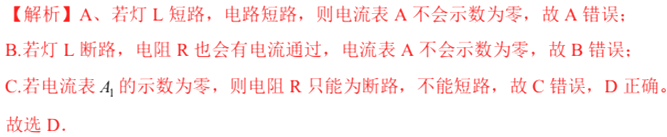 【解析】A、若灯 L 短路，电路短路，则电流表 A 不会示数为零，故 A 错误；
B.若灯 L 断路，电阻 R 也会有电流通过，电流表 A 不会示数为零，故 B 错误；
C.若电流表 A₁ 的示数为零，则电阻 R 只能为断路，不能短路，故 C 错误，D 正确。
故选 D．